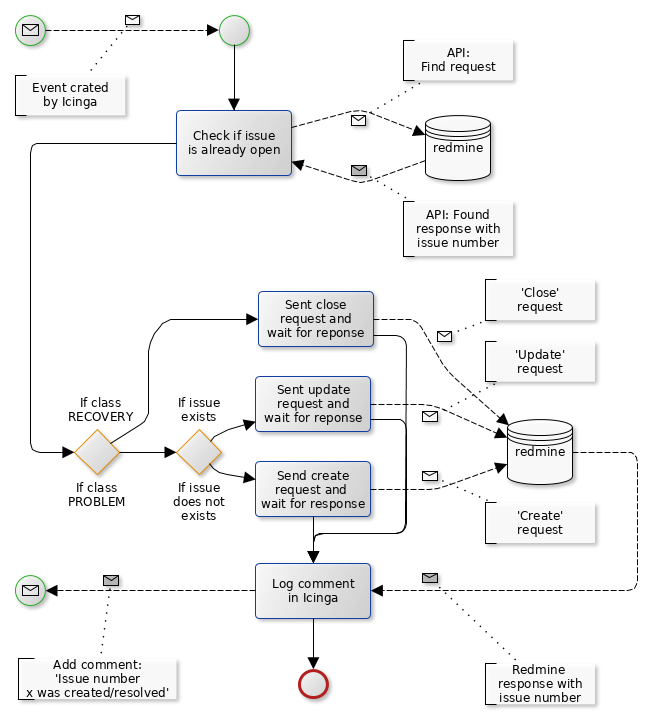 Event crated
by Icinga
API:
Find request
Check if issue
is already open
redmine
API: Found
response with
issue number
Sent close
request and
wait for reponse
'Close'
request
'Update'
request
If class
RECOVERY
If issue
exists
Sent update
request and
wait for reponse
redmine
If class
PROBLEM
If issue
does not
exists
Send create
request and
wait for response
'Create'
request
Log comment
in Icinga
Add comment:
'Issue number
x was created/resolved'
Redmine
response with
issue number